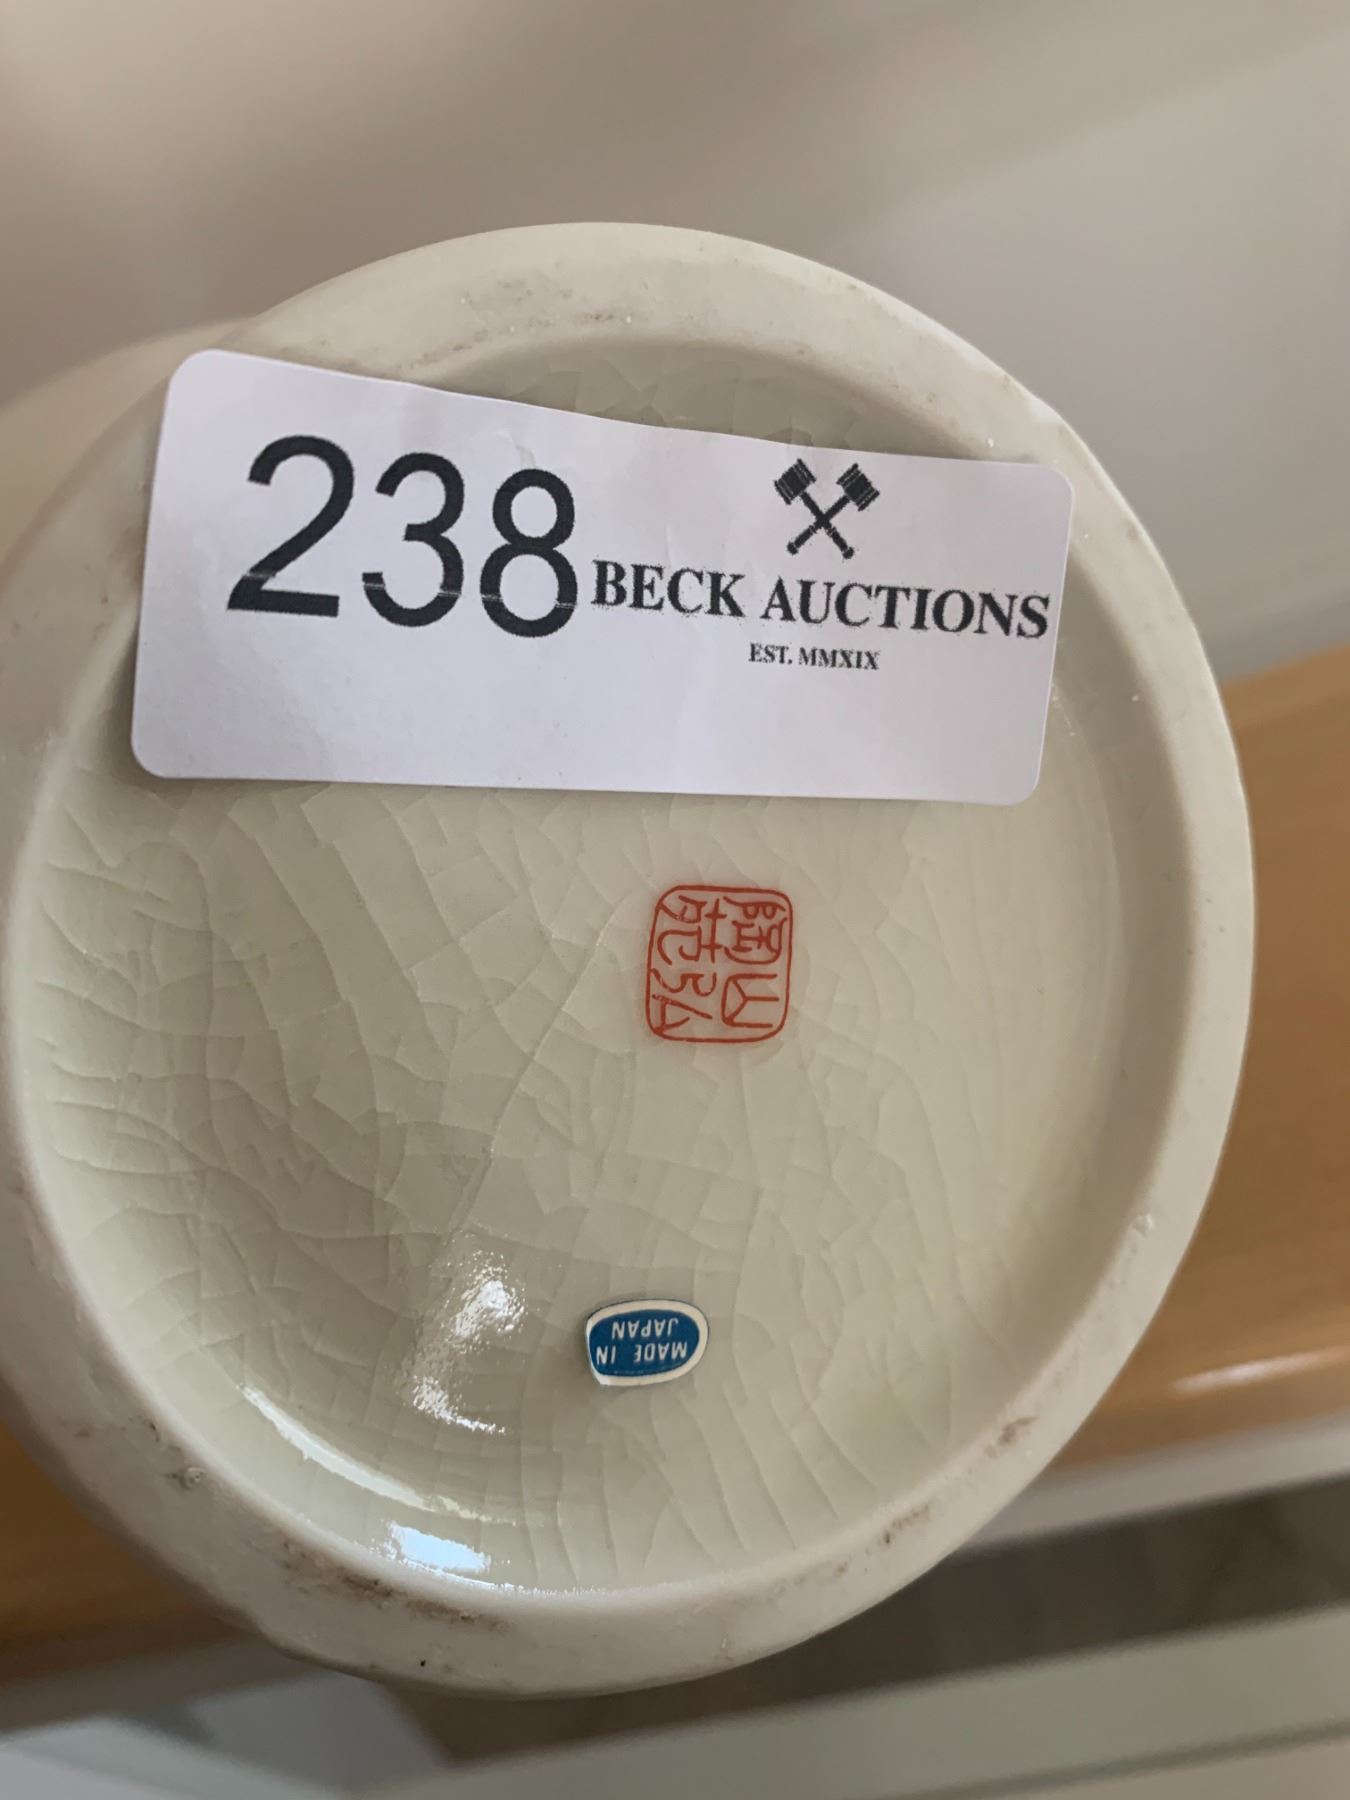 238
BECK AUCTIONS
EST. MMXIX
MADE IN
JAPAN